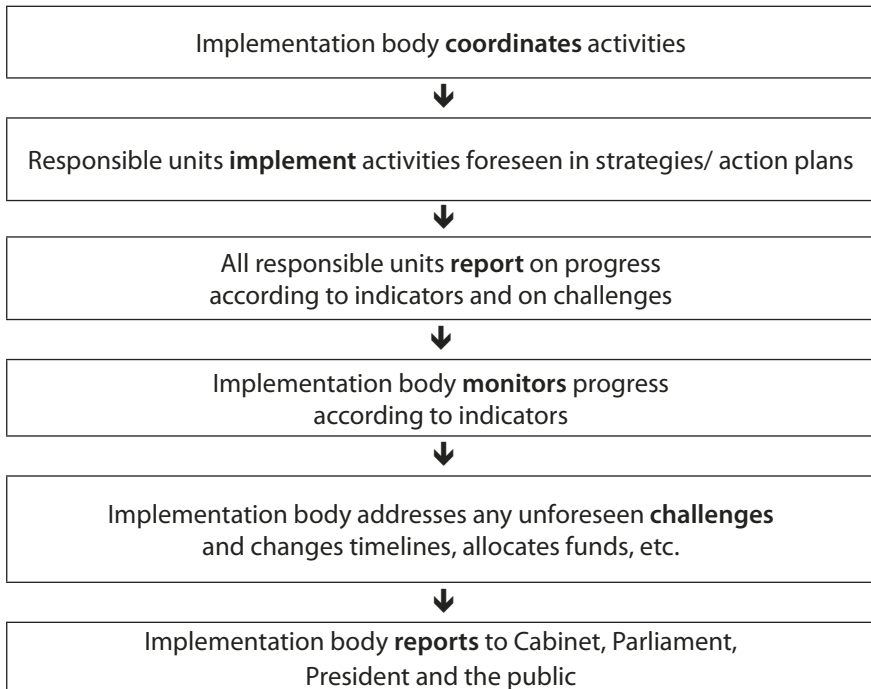 Implementation body coordinates activities
Responsible units implement activities foreseen in strategies/ action plans
All responsible units report on progress
according to indicators and on challenges
Implementation body monitors progress
according to indicators
Implementation body addresses any unforeseen challenges
and changes timelines, allocates funds, etc.
Implementation body reports to Cabinet, Parliament,
President and the public